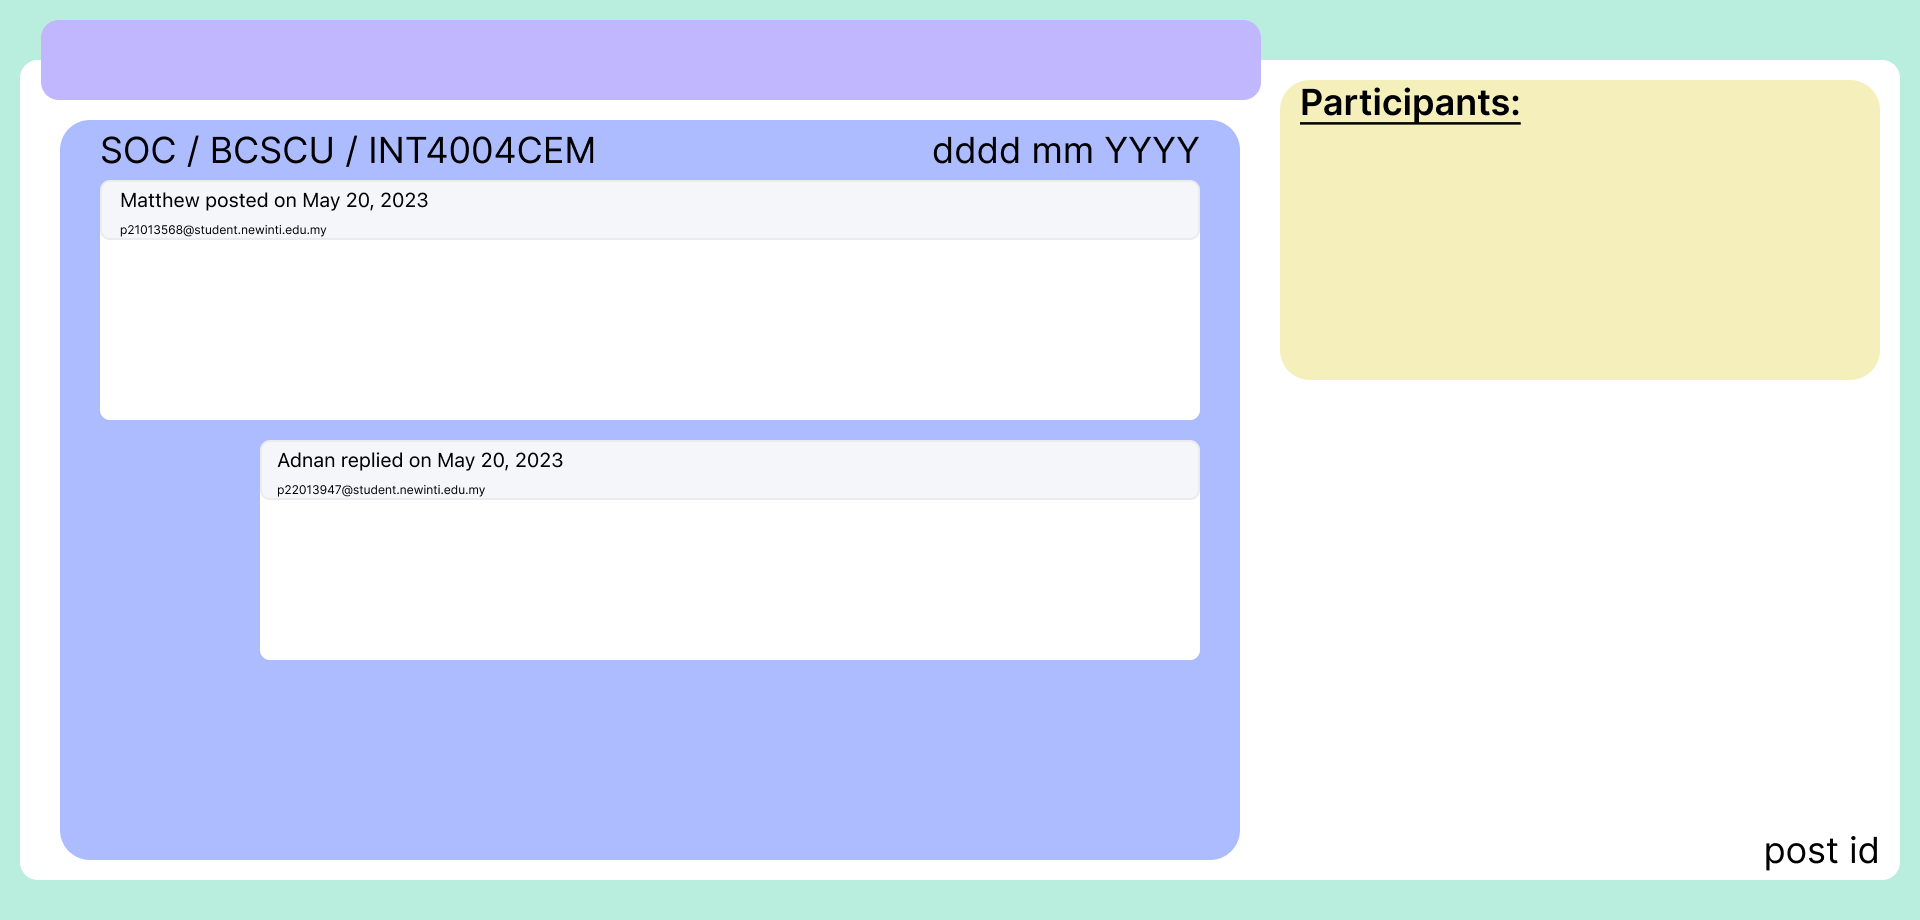 SOC / BCSCU / INT4004CEM
dddd mm YYYY
Matthew posted on May 20, 2023
p21013568@student.newinti.edu.my
Adnan replied on May 20, 2023
p22013947@student.newinti.edu.my
Participants:
post id